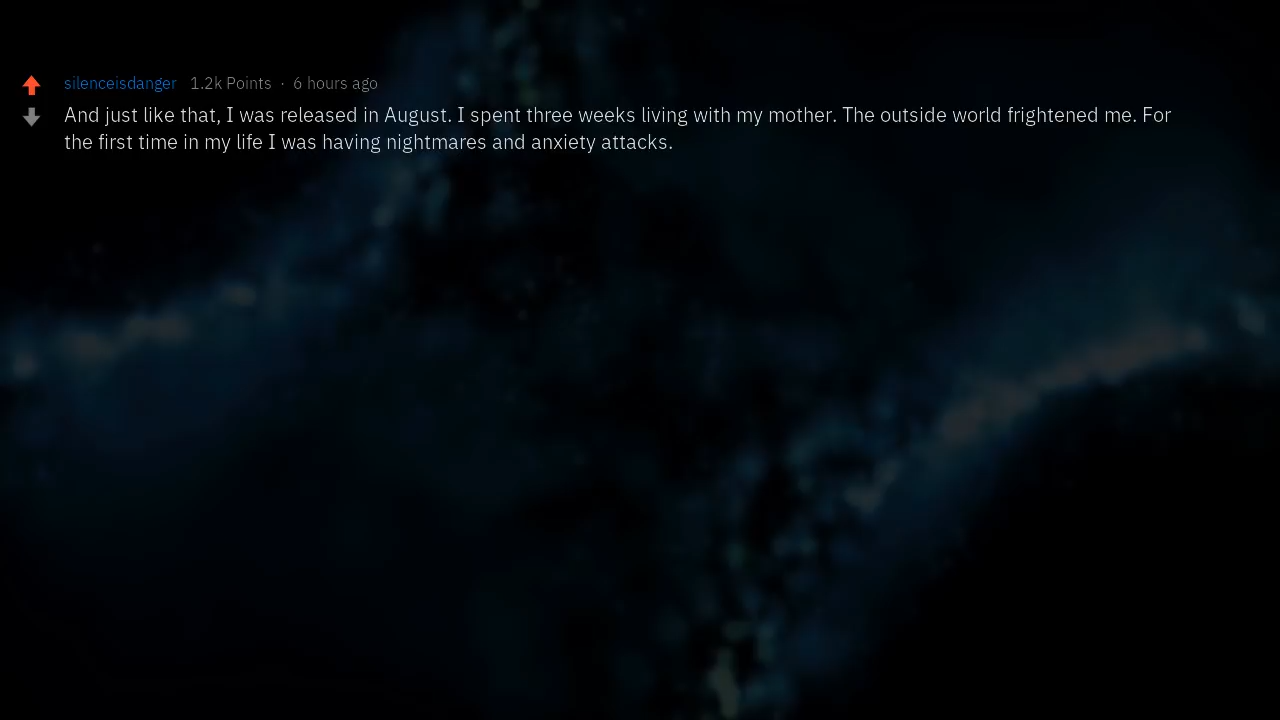 silenceisdanger 1.2k Points · 6 hours ago
And just like that, I was released in August. I spent three weeks living with my mother. The outside world frightened me. For
the first time in my life I was having nightmares and anxiety attacks.